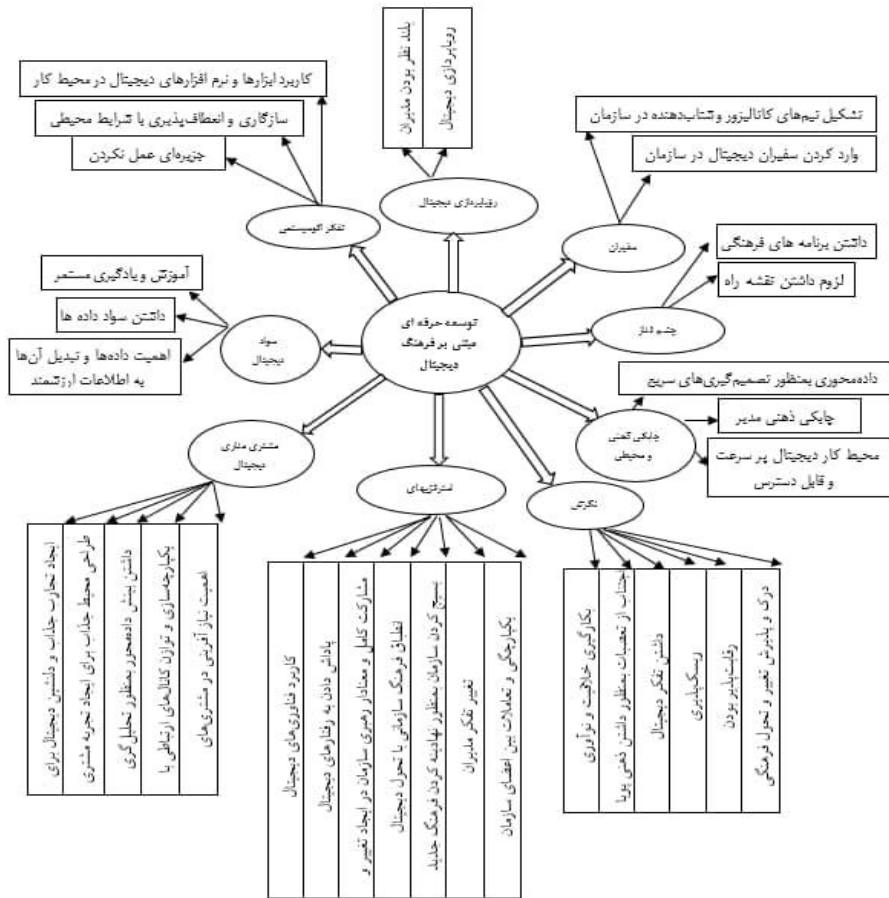 بلند نظر بودن مدیران
رویاپردازی دیجیتال
کاربرد ابزارها و نرم افزارهای دیجیتال در محیط کار
سازگاری و انعطاف‌پذیری با شرایط محیطی
جزیره‌ای عمل نکردن
تشکیل تیم‌های کاتالیزور وشتاب‌دهنده در سازمان
وارد کردن سفیران دیجیتال در سازمان
تفکر اکوسیستمی
رویاپردازی دیجیتال
سفیران
داشتن برنامه های فرهنگی
لزوم داشتن نقشه راه
آموزش و یادگیری مستمر
داشتن سواد داده ها
اهمیت داده‌ها و تبدیل آن‌ها
به اطلاعات ارزشمند
سواد
دیجیتال
توسعه حرفه ای
مبتنی بر فرهنگ
دیجیتال
چشم انداز
داده‌محوری بمنظور تصمیم‌گیری‌های سریع
چابکی ذهنی مدیر
محیط کار دیجیتال پر سرعت
و قابل دسترس
چابکی ذهنی
و محیطی
مشتری مداری
دیجیتال
استراتژیهای
نگرش
ایجاد تجارب جذاب و دلنشین دیجیتال برای
طراحی محیط جذاب برای ایجاد تجربه مشتری
داشتن بینش داده‌محور بمنظور تحلیل‌گری
یکپارچه‌سازی و توازن کانال‌های ارتباطی با
اهمیت نیاز آفرینی در مشتری‌های
کاربرد فناوری‌های دیجیتال
پاداش دادن به رفتارهای دیجیتال
مشارکت کامل و معنادار رهبری سازمان در ایجاد تغییر و
انطباق فرهنگ سازمانی با تحول دیجیتال
بسیج کردن سازمان بمنظور نهادینه کردن فرهنگ جدید
تغییر تفکر مدیران
یکپارچگی و تعاملات بین اعضای سازمان
بکارگیری خلاقیت و نوآوری
اجتناب از تعصبات بمنظور داشتن ذهنی پویا
داشتن تفکر دیجیتال
ریسک‌پذیری
رقابت‌پذیر بودن
درک و پذیرش تغییر و تحول فرهنگی